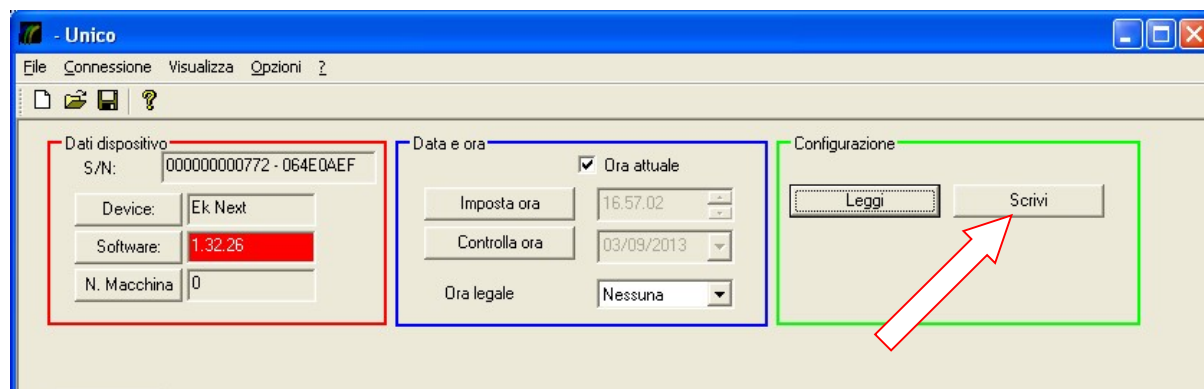 - Unico
File Connessione Visualizza Opzioni ?
Dati dispositivo
S/N: 000000000772 - 064E0AEF
Device: Ek Next
Software: 1.32.26
N. Macchina 0
Data e ora
Ora attuale
Imposta ora 16.57.02
Controlla ora 03/09/2013
Ora legale Nessuna
Configurazione
Leggi Scrivi